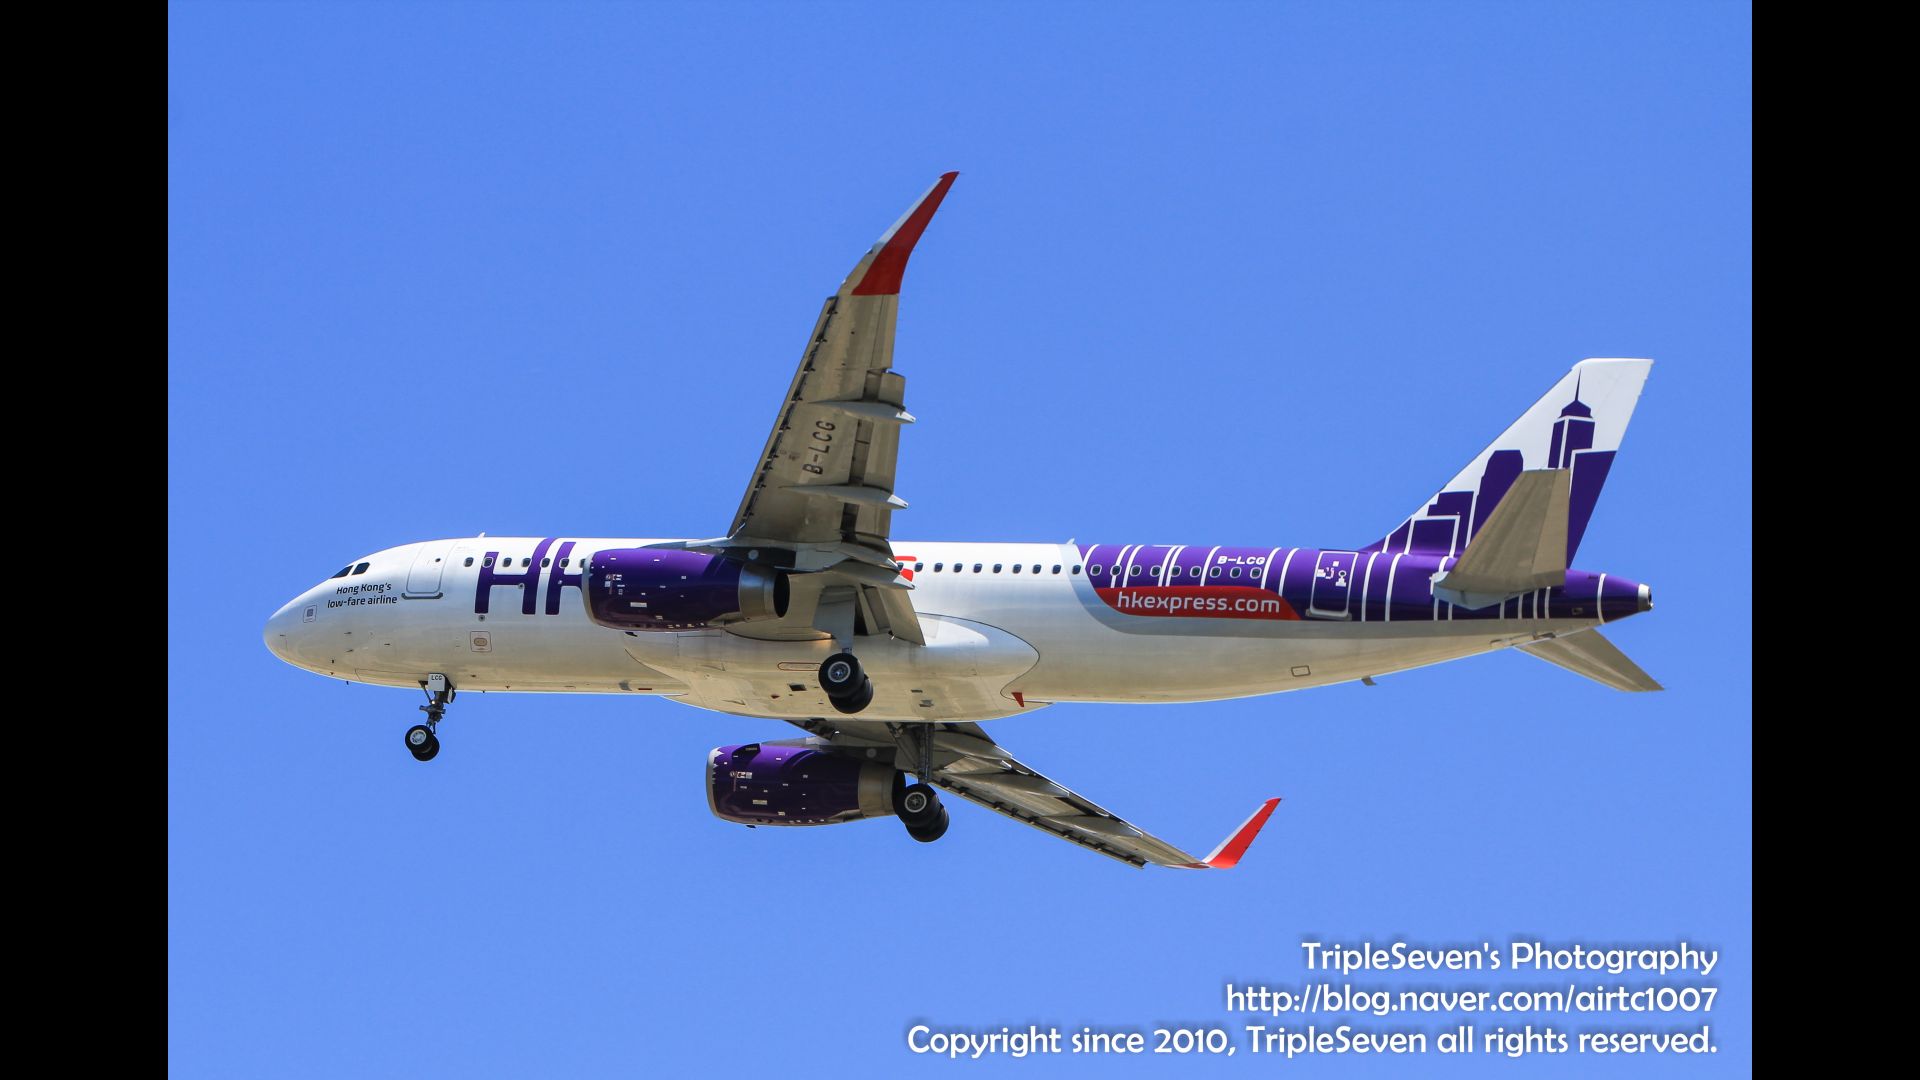 B-LCG
HK
Hong Kong's
low-fare airline
B-LCG
hkexpress.com
LCG
TripleSeven's Photography
http://blog.naver.com/airtc1007
Copyright since 2010, TripleSeven all rights reserved.